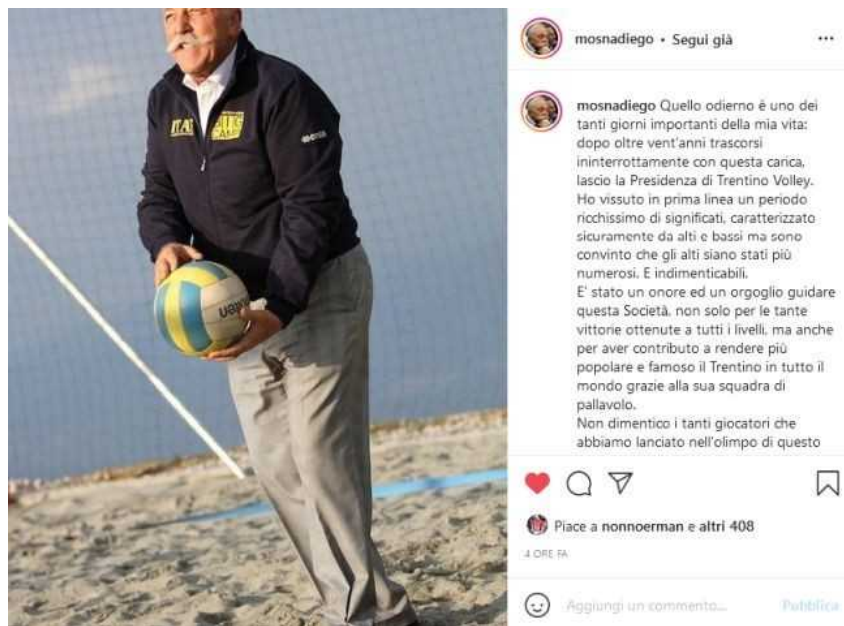 ITAS
mosnadiego • Segui già
mosnadiego Quello odierno è uno dei
tanti giorni importanti della mia vita:
dopo oltre vent'anni trascorsi
ininterrottamente con questa carica,
lascio la Presidenza di Trentino Volley.
Ho vissuto in prima linea un periodo
ricchissimo di significati, caratterizzato
sicuramente da alti e bassi ma sono
convinto che gli alti siano stati più
numerosi. E indimenticabili.
E' stato un onore ed un orgoglio guidare
questa Società, non solo per le tante
vittorie ottenute a tutti i livelli, ma anche
per aver contributo a rendere più
popolare e famoso il Trentino in tutto il
mondo grazie alla sua squadra di
pallavolo.
Non dimentico i tanti giocatori che
abbiamo lanciato nell'olimpo di questo
Piace a nonnoerman e altri 408
4 ORE FA
Aggiungi un commento...
Pubblica